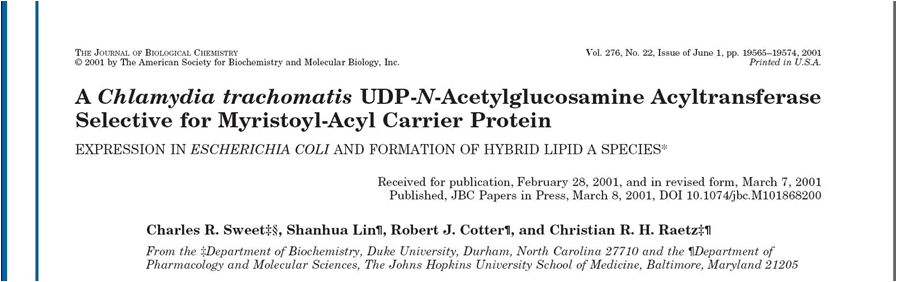 THE JOURNAL OF BIOLOGICAL CHEMISTRY
© 2001 by The American Society for Biochemistry and Molecular Biology, Inc.
Vol. 276, No. 22, Issue of June 1, pp. 19565–19574, 2001
Printed in U.S.A.
A Chlamydia trachomatis UDP-N-Acetylglucosamine Acyltransferase
Selective for Myristoyl-Acyl Carrier Protein
EXPRESSION IN ESCHERICHIA COLI AND FORMATION OF HYBRID LIPID A SPECIES*
Received for publication, February 28, 2001, and in revised form, March 7, 2001
Published, JBC Papers in Press, March 8, 2001, DOI 10.1074/jbc.M101868200
Charles R. Sweet‡§, Shanhua Lin¶, Robert J. Cotter¶, and Christian R. H. Raetz‡¶
From the ‡Department of Biochemistry, Duke University, Durham, North Carolina 27710 and the ¶Department of
Pharmacology and Molecular Sciences, The Johns Hopkins University School of Medicine, Baltimore, Maryland 21205